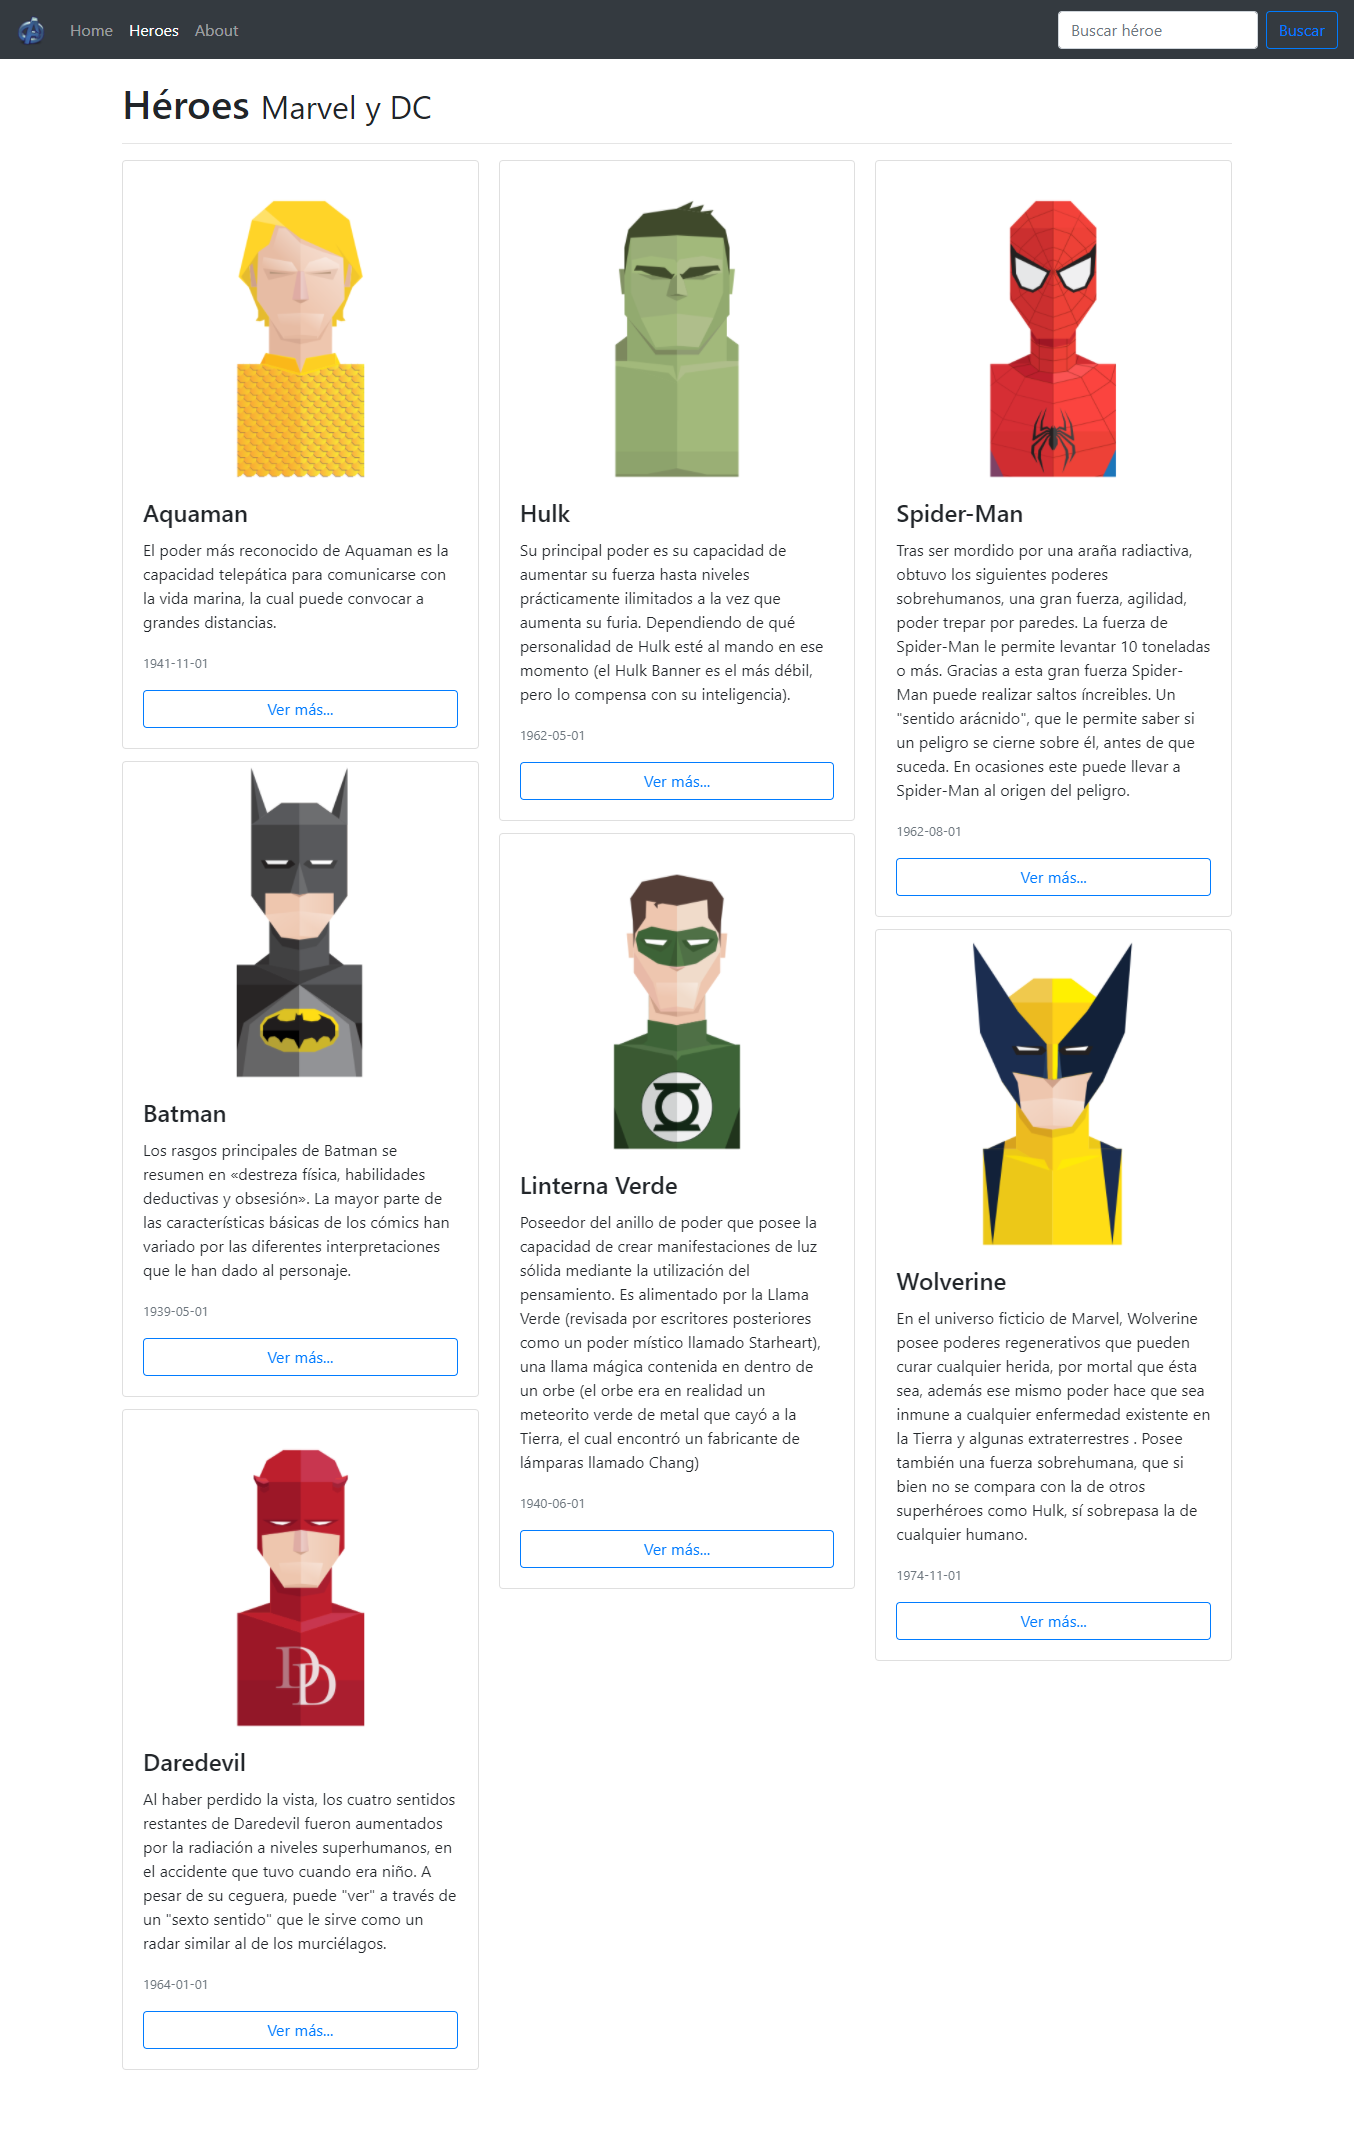 Home Heroes About Buscar héroe Buscar
Héroes Marvel y DC
Aquaman
El poder más reconocido de Aquaman es la
capacidad telepática para comunicarse con
la vida marina, la cual puede convocar a
grandes distancias.
1941-11-01
Ver más...
Batman
Los rasgos principales de Batman se
resumen en «destreza física, habilidades
deductivas y obsesión». La mayor parte de
las características básicas de los cómics han
variado por las diferentes interpretaciones
que le han dado al personaje.
1939-05-01
Ver más...
DD
Daredevil
Al haber perdido la vista, los cuatro sentidos
restantes de Daredevil fueron aumentados
por la radiación a niveles superhumanos, en
el accidente que tuvo cuando era niño. A
pesar de su ceguera, puede "ver" a través de
un "sexto sentido" que le sirve como un
radar similar al de los murciélagos.
1964-01-01
Ver más...
Hulk
Su principal poder es su capacidad de
aumentar su fuerza hasta niveles
prácticamente ilimitados a la vez que
aumenta su furia. Dependiendo de qué
personalidad de Hulk esté al mando en ese
momento (el Hulk Banner es el más débil,
pero lo compensa con su inteligencia).
1962-05-01
Ver más...
Linterna Verde
Poseedor del anillo de poder que posee la
capacidad de crear manifestaciones de luz
sólida mediante la utilización del
pensamiento. Es alimentado por la Llama
Verde (revisada por escritores posteriores
como un poder místico llamado Starheart),
una llama mágica contenida en dentro de
un orbe (el orbe era en realidad un
meteorito verde de metal que cayó a la
Tierra, el cual encontró un fabricante de
lámparas llamado Chang)
1940-06-01
Ver más...
Spider-Man
Tras ser mordido por una araña radiactiva,
obtuvo los siguientes poderes
sobrehumanos, una gran fuerza, agilidad,
poder trepar por paredes. La fuerza de
Spider-Man le permite levantar 10 toneladas
o más. Gracias a esta gran fuerza Spider-
Man puede realizar saltos íncreibles. Un
"sentido arácnido", que le permite saber si
un peligro se cierne sobre él, antes de que
suceda. En ocasiones este puede llevar a
Spider-Man al origen del peligro.
1962-08-01
Ver más...
Wolverine
En el universo ficticio de Marvel, Wolverine
posee poderes regenerativos que pueden
curar cualquier herida, por mortal que ésta
sea, además ese mismo poder hace que sea
inmune a cualquier enfermedad existente en
la Tierra y algunas extraterrestres . Posee
también una fuerza sobrehumana, que si
bien no se compara con la de otros
superhéroes como Hulk, sí sobrepasa la de
cualquier humano.
1974-11-01
Ver más...